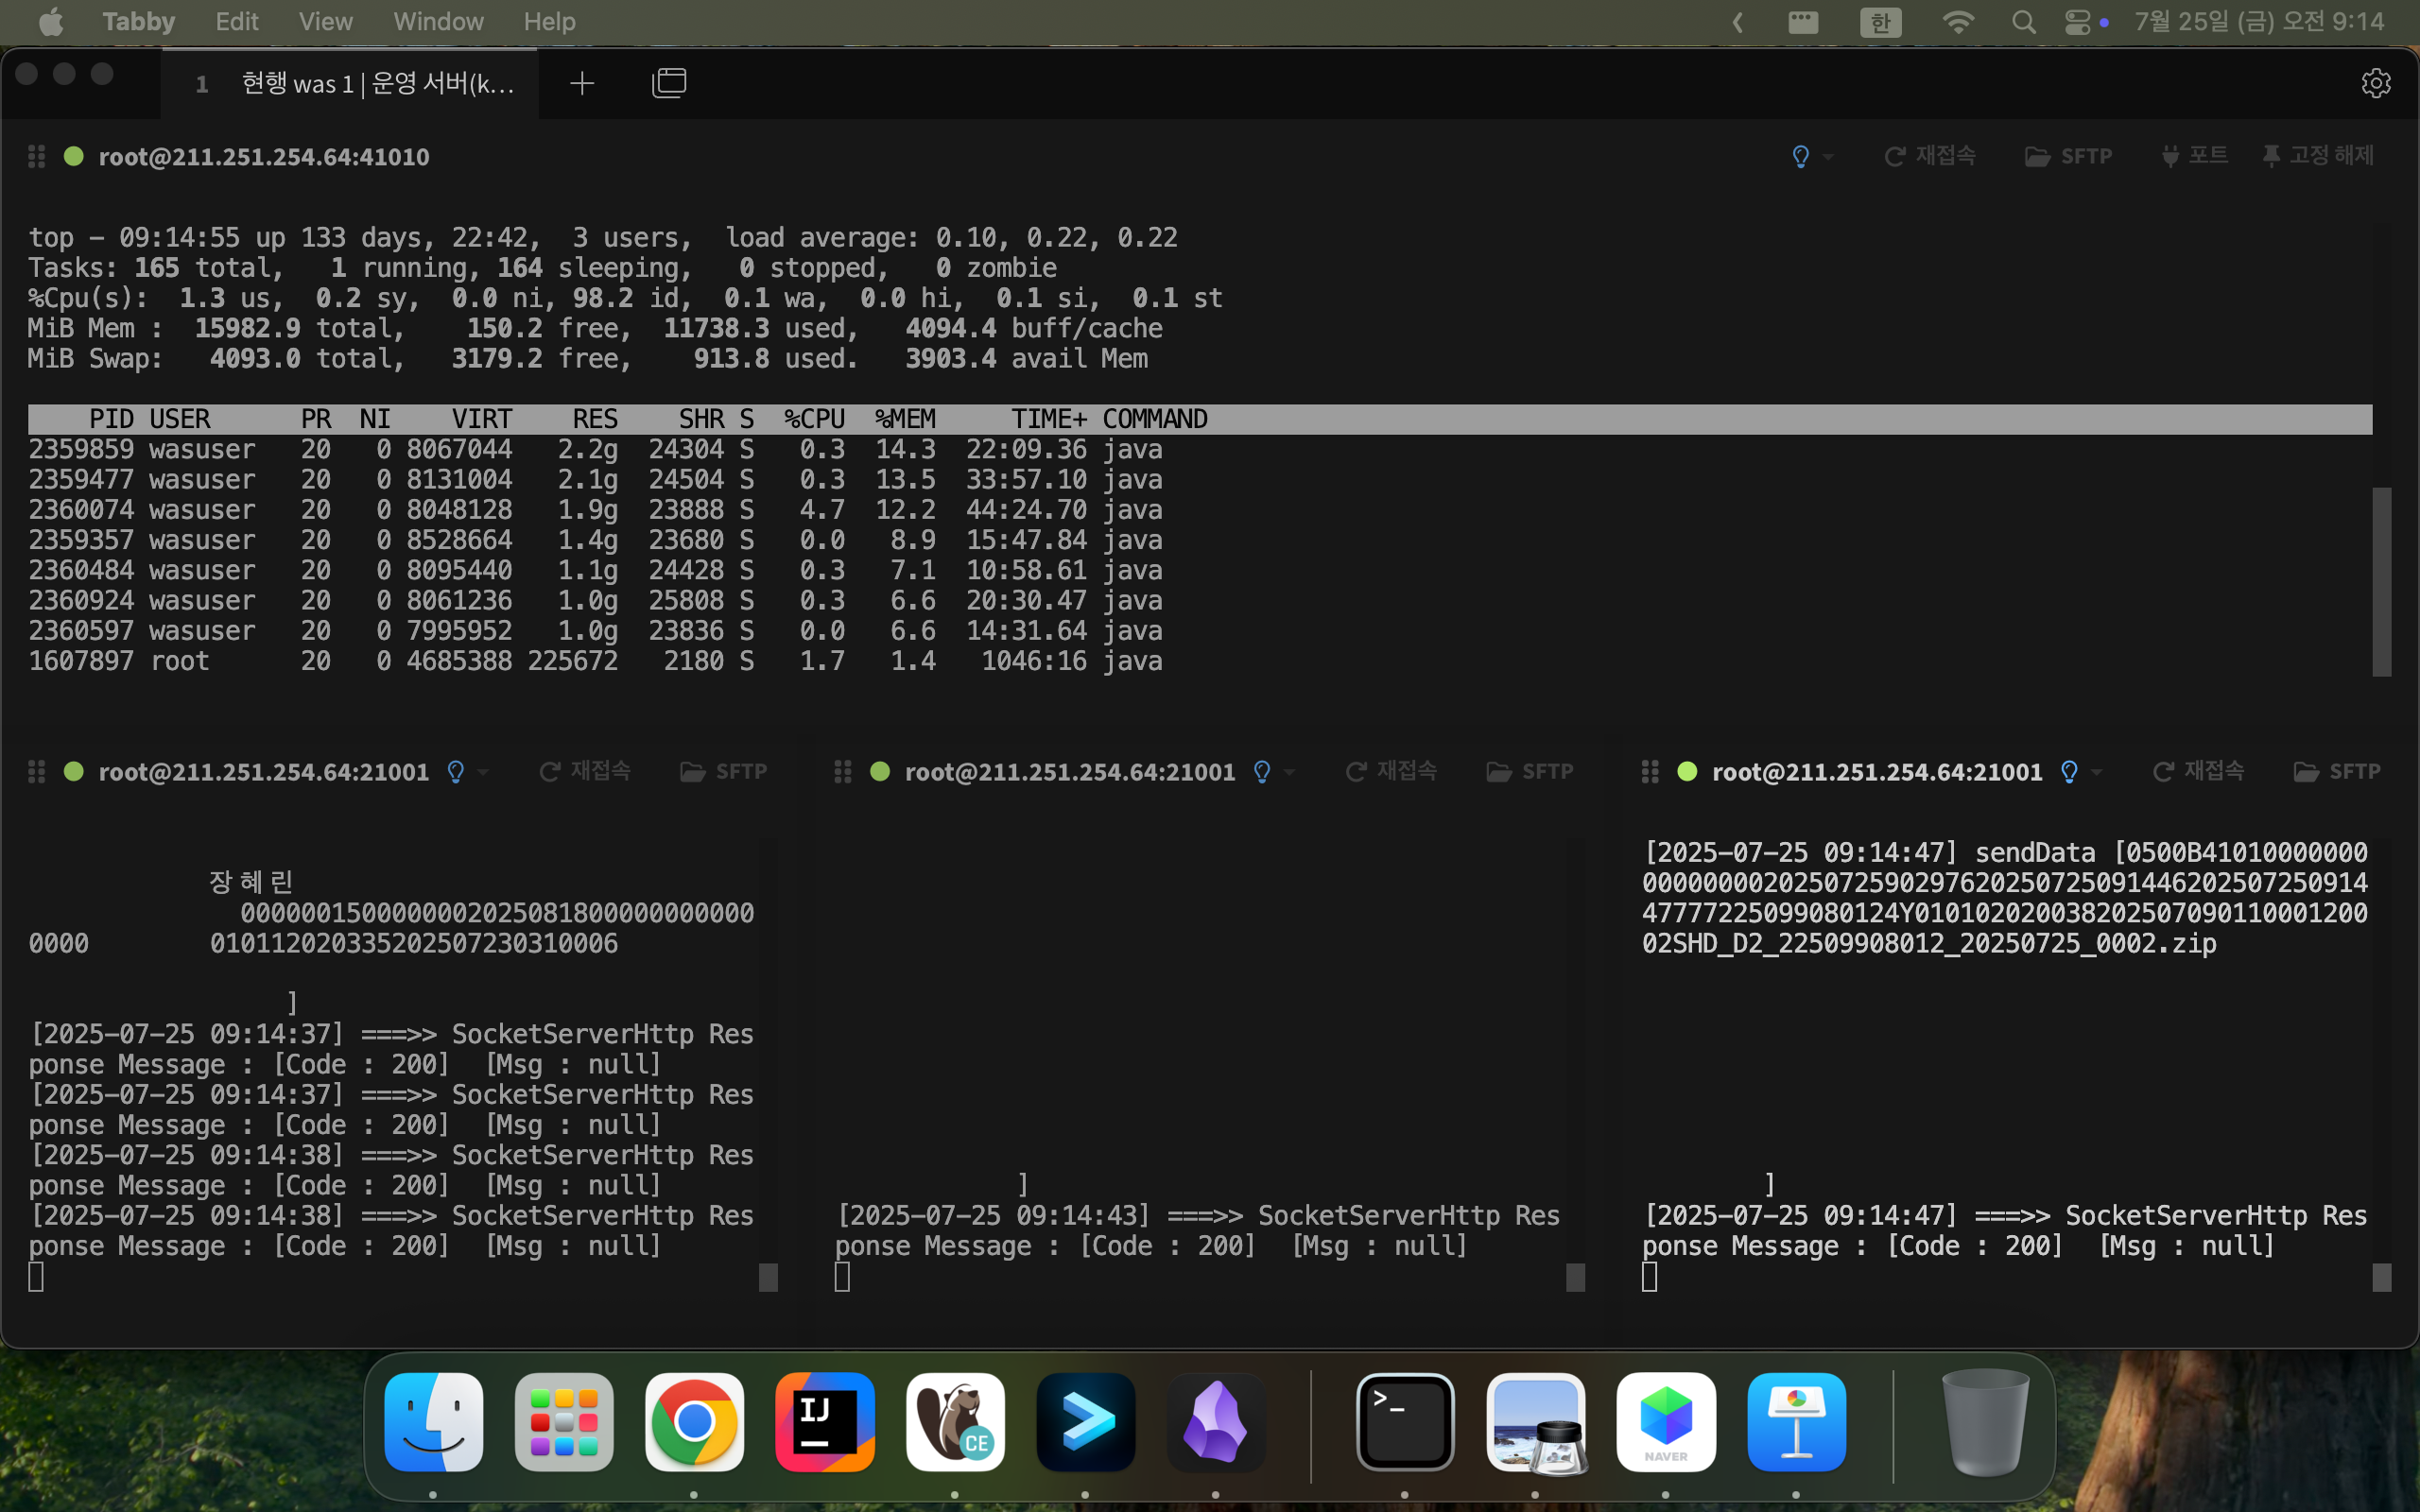 Tabby Edit View Window Help 한 7월 25일 (금) 오전 9:14
1 현행 was 1 | 운영 서버(k...
root@211.251.254.64:41010 재접속 SFTP 포트 고정 해제
top - 09:14:55 up 133 days, 22:42, 3 users, load average: 0.10, 0.22, 0.22
Tasks: 165 total, 1 running, 164 sleeping, 0 stopped, 0 zombie
%Cpu(s): 1.3 us, 0.2 sy, 0.0 ni, 98.2 id, 0.1 wa, 0.0 hi, 0.1 si, 0.1 st
MiB Mem : 15982.9 total, 150.2 free, 11738.3 used, 4094.4 buff/cache
MiB Swap: 4093.0 total, 3179.2 free, 913.8 used. 3903.4 avail Mem
PID USER PR NI VIRT RES SHR S %CPU %MEM TIME+ COMMAND
2359859 wasuser 20 0 8067044 2.2g 24304 S 0.3 14.3 22:09.36 java
2359477 wasuser 20 0 8131004 2.1g 24504 S 0.3 13.5 33:57.10 java
2360074 wasuser 20 0 8048128 1.9g 23888 S 4.7 12.2 44:24.70 java
2359357 wasuser 20 0 8528664 1.4g 23680 S 0.0 8.9 15:47.84 java
2360484 wasuser 20 0 8095440 1.1g 24428 S 0.3 7.1 10:58.61 java
2360924 wasuser 20 0 8061236 1.0g 25808 S 0.3 6.6 20:30.47 java
2360597 wasuser 20 0 7995952 1.0g 23836 S 0.0 6.6 14:31.64 java
1607897 root 20 0 4685388 225672 2180 S 1.7 1.4 1046:16 java
root@211.251.254.64:21001 재접속 SFTP
장혜린
0000001500000000202508180000000000
0000 010112020335202507230310006
]
[2025-07-25 09:14:37] ===>> SocketServerHttp Res
ponse Message : [Code : 200] [Msg : null]
[2025-07-25 09:14:37] ===>> SocketServerHttp Res
ponse Message : [Code : 200] [Msg : null]
[2025-07-25 09:14:38] ===>> SocketServerHttp Res
ponse Message : [Code : 200] [Msg : null]
[2025-07-25 09:14:38] ===>> SocketServerHttp Res
ponse Message : [Code : 200] [Msg : null]
root@211.251.254.64:21001 재접속 SFTP
]
[2025-07-25 09:14:43] ===>> SocketServerHttp Res
ponse Message : [Code : 200] [Msg : null]
root@211.251.254.64:21001 재접속 SFTP
[2025-07-25 09:14:47] sendData [0500B41010000000
000000002025072590297620250725091446202507250914
47777225099080124Y010102020038202507090110001200
02SHD_D2_22509908012_20250725_0002.zip
]
[2025-07-25 09:14:47] ===>> SocketServerHttp Res
ponse Message : [Code : 200] [Msg : null]
IJ
CE
>_
NAVER